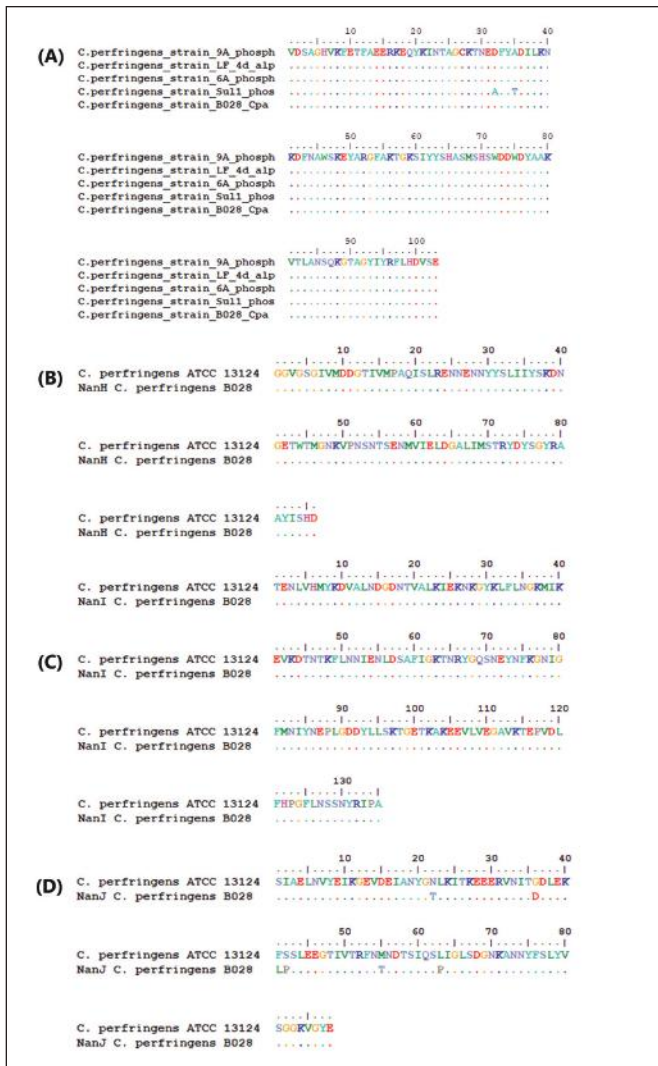 10 20 30 40
....|....|....|....|....|....|....|....|
(A) C.perfringens_strain_9A_phosph VDSAGHVKFETFAEERKEQYKINTAGCKTNEDFYADILKN
C.perfringens_strain_LF_4d_alp ........................................
C.perfringens_strain_6A_phosph ........................................
C.perfringens_strain_Sul1_phos ...............................A..T.....
C.perfringens_strain_B028_Cpa ........................................
50 60 70 80
....|....|....|....|....|....|....|....|
C.perfringens_strain_9A_phosph KDFNAWSKEYARGFAKTGKSIYYSHASMSHSWDDWDYAAK
C.perfringens_strain_LF_4d_alp ........................................
C.perfringens_strain_6A_phosph ........................................
C.perfringens_strain_Sul1_phos ........................................
C.perfringens_strain_B028_Cpa ........................................
90 100
....|....|....|....|...
C.perfringens_strain_9A_phosph VTLANSQKGTAGYIYRFLHDVSE
C.perfringens_strain_LF_4d_alp .......................
C.perfringens_strain_6A_phosph .......................
C.perfringens_strain_Sul1_phos .......................
C.perfringens_strain_B028_Cpa .......................
10 20 30 40
....|....|....|....|....|....|....|....|
(B) C. perfringens ATCC 13124 GGVGSGIVMDDGTIVMPAQISLRENNENNYYSLIIYSKDN
NanH C. perfringens B028 ........................................
50 60 70 80
....|....|....|....|....|....|....|....|
C. perfringens ATCC 13124 GETWTMGNKVPNSNTSENMVIELDGALIMSTRYDYSGYRA
NanH C. perfringens B028 ........................................
....|.
C. perfringens ATCC 13124 AYISHD
NanH C. perfringens B028 ......
10 20 30 40
....|....|....|....|....|....|....|....|
C. perfringens ATCC 13124 TENLVHMYKDVALNDGDNTVALKIEKNKGYKLFLNGKMIK
NanI C. perfringens B028 ........................................
50 60 70 80
....|....|....|....|....|....|....|....|
(C) C. perfringens ATCC 13124 EVKDTNTKFLNNIENLDSAFIGKTNRYGQSNEYNFKGNIG
NanI C. perfringens B028 ........................................
90 100 110 120
....|....|....|....|....|....|....|....|
C. perfringens ATCC 13124 FMNIYNEPLGDDYLLSKTGETKAKEEVLVEGAVKTEPVDL
NanI C. perfringens B028 ........................................
130
....|....|....|
C. perfringens ATCC 13124 FHPGFLNSSNYRIPA
NanI C. perfringens B028 ...............
10 20 30 40
....|....|....|....|....|....|....|....|
(D) C. perfringens ATCC 13124 SIAELNVYEIKGEVDEIANYGNLKITKEEERVNITGDLEK
NanJ C. perfringens B028 .....................T.............D....
50 60 70 80
....|....|....|....|....|....|....|....|
C. perfringens ATCC 13124 FSSLEEGTIVTRFNMNDTSIQSLIGLSDGNKANNYFSLYV
NanJ C. perfringens B028 LP............T.......P.................
....|...
C. perfringens ATCC 13124 SGGKVGYE
NanJ C. perfringens B028 ........